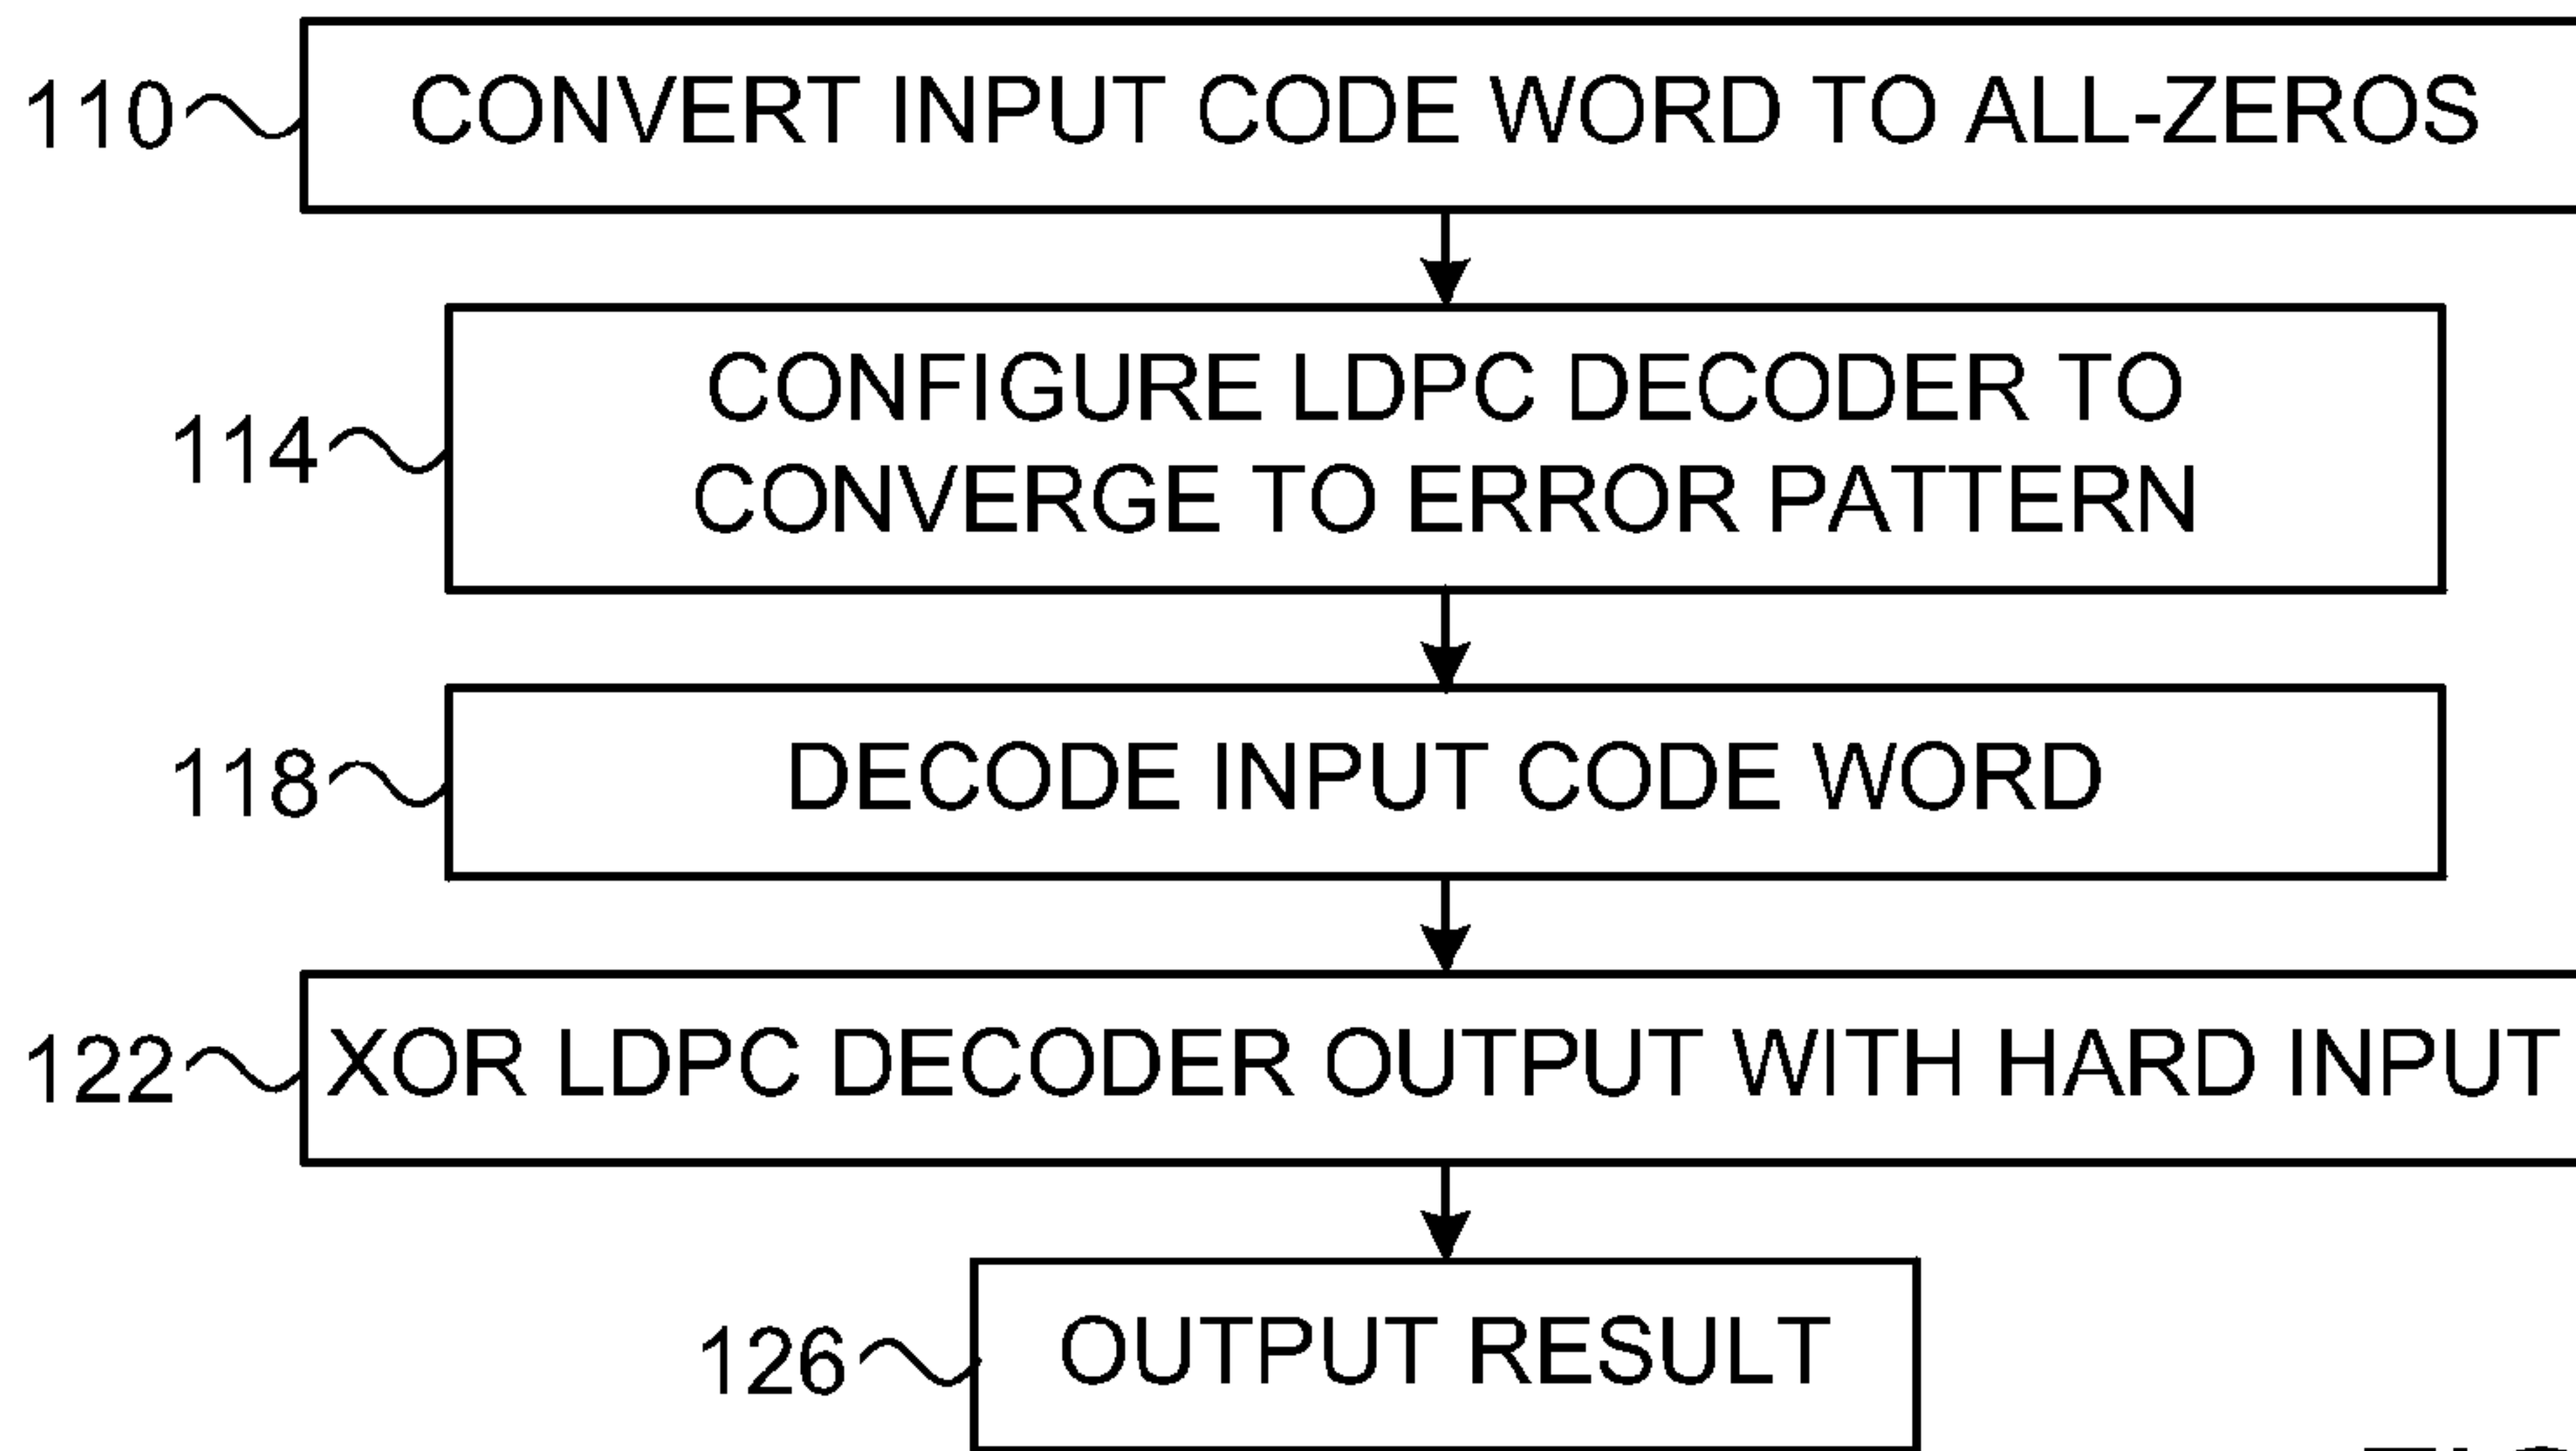 110 CONVERT INPUT CODE WORD TO ALL-ZEROS
114 CONFIGURE LDPC DECODER TO
CONVERGE TO ERROR PATTERN
118 DECODE INPUT CODE WORD
122 XOR LDPC DECODER OUTPUT WITH HARD INPUT
126 OUTPUT RESULT